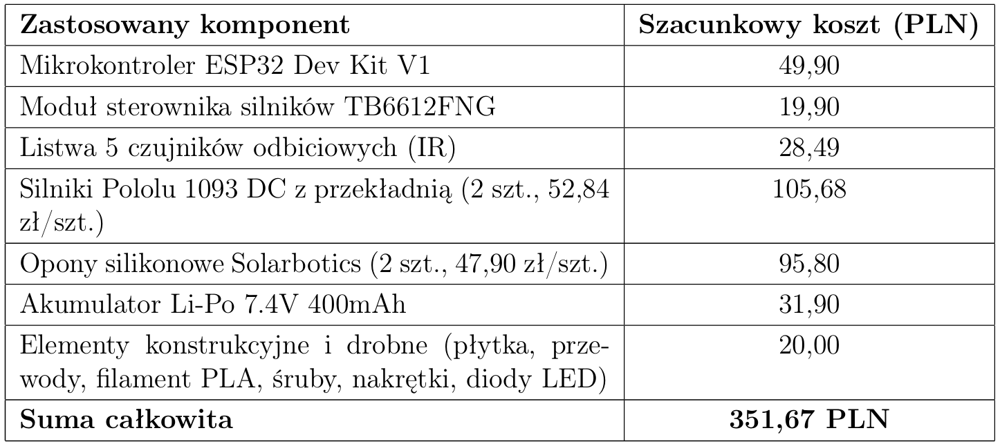 Zastosowany komponent Szacunkowy koszt (PLN)
Mikrokontroler ESP32 Dev Kit V1 49,90
Moduł sterownika silników TB6612FNG 19,90
Listwa 5 czujników odbiciowych (IR) 28,49
Silniki Pololu 1093 DC z przekładnią (2 szt., 52,84 105,68
zł/szt.)
Opony silikonowe Solarbotics (2 szt., 47,90 zł/szt.) 95,80
Akumulator Li-Po 7.4V 400mAh 31,90
Elementy konstrukcyjne i drobne (płytka, prze- 20,00
wody, filament PLA, śruby, nakrętki, diody LED)
Suma całkowita 351,67 PLN